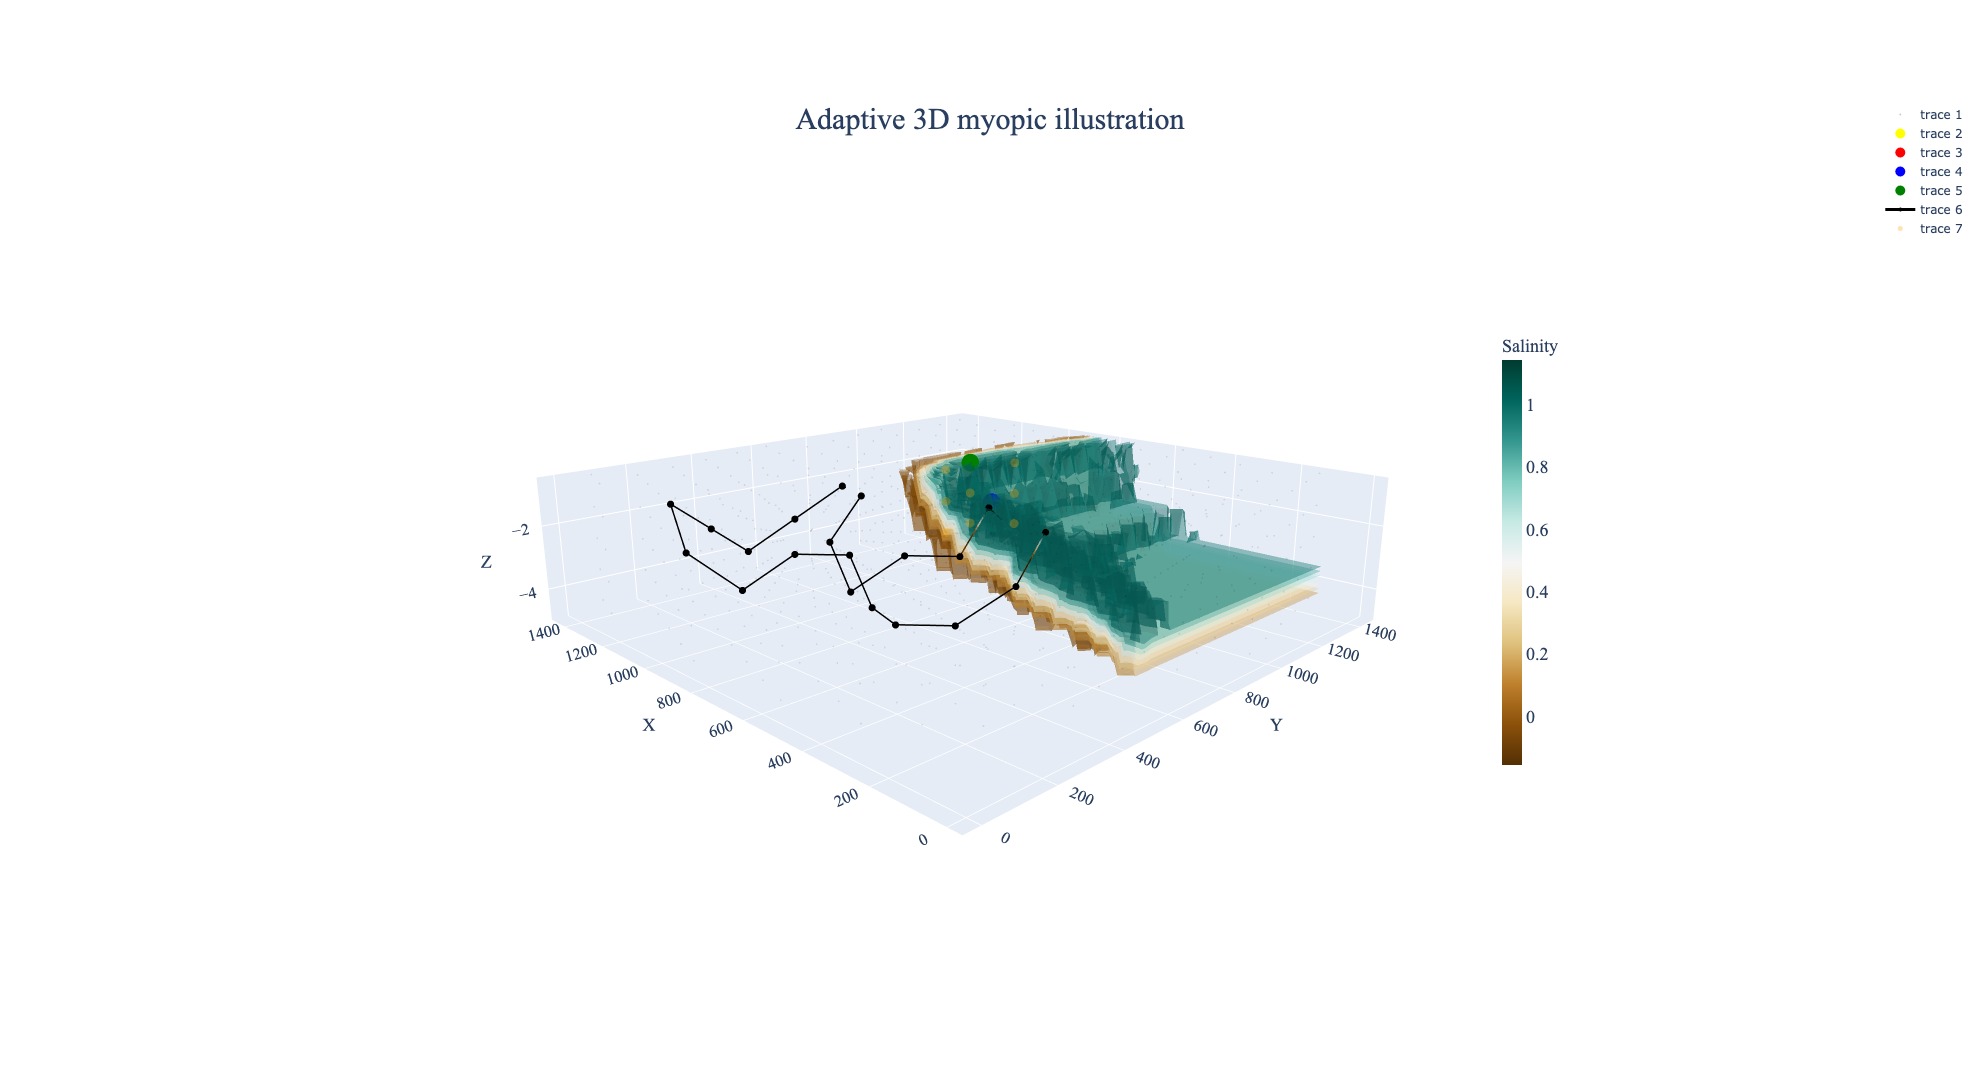 Adaptive 3D myopic illustration
trace 1
trace 2
trace 3
trace 4
trace 5
trace 6
trace 7
Salinity
1
0.8
0.6
0.4
0.2
0
Z
−2
−4
X
1400
1200
1000
800
600
400
200
0
Y
0
200
400
600
800
1000
1200
1400